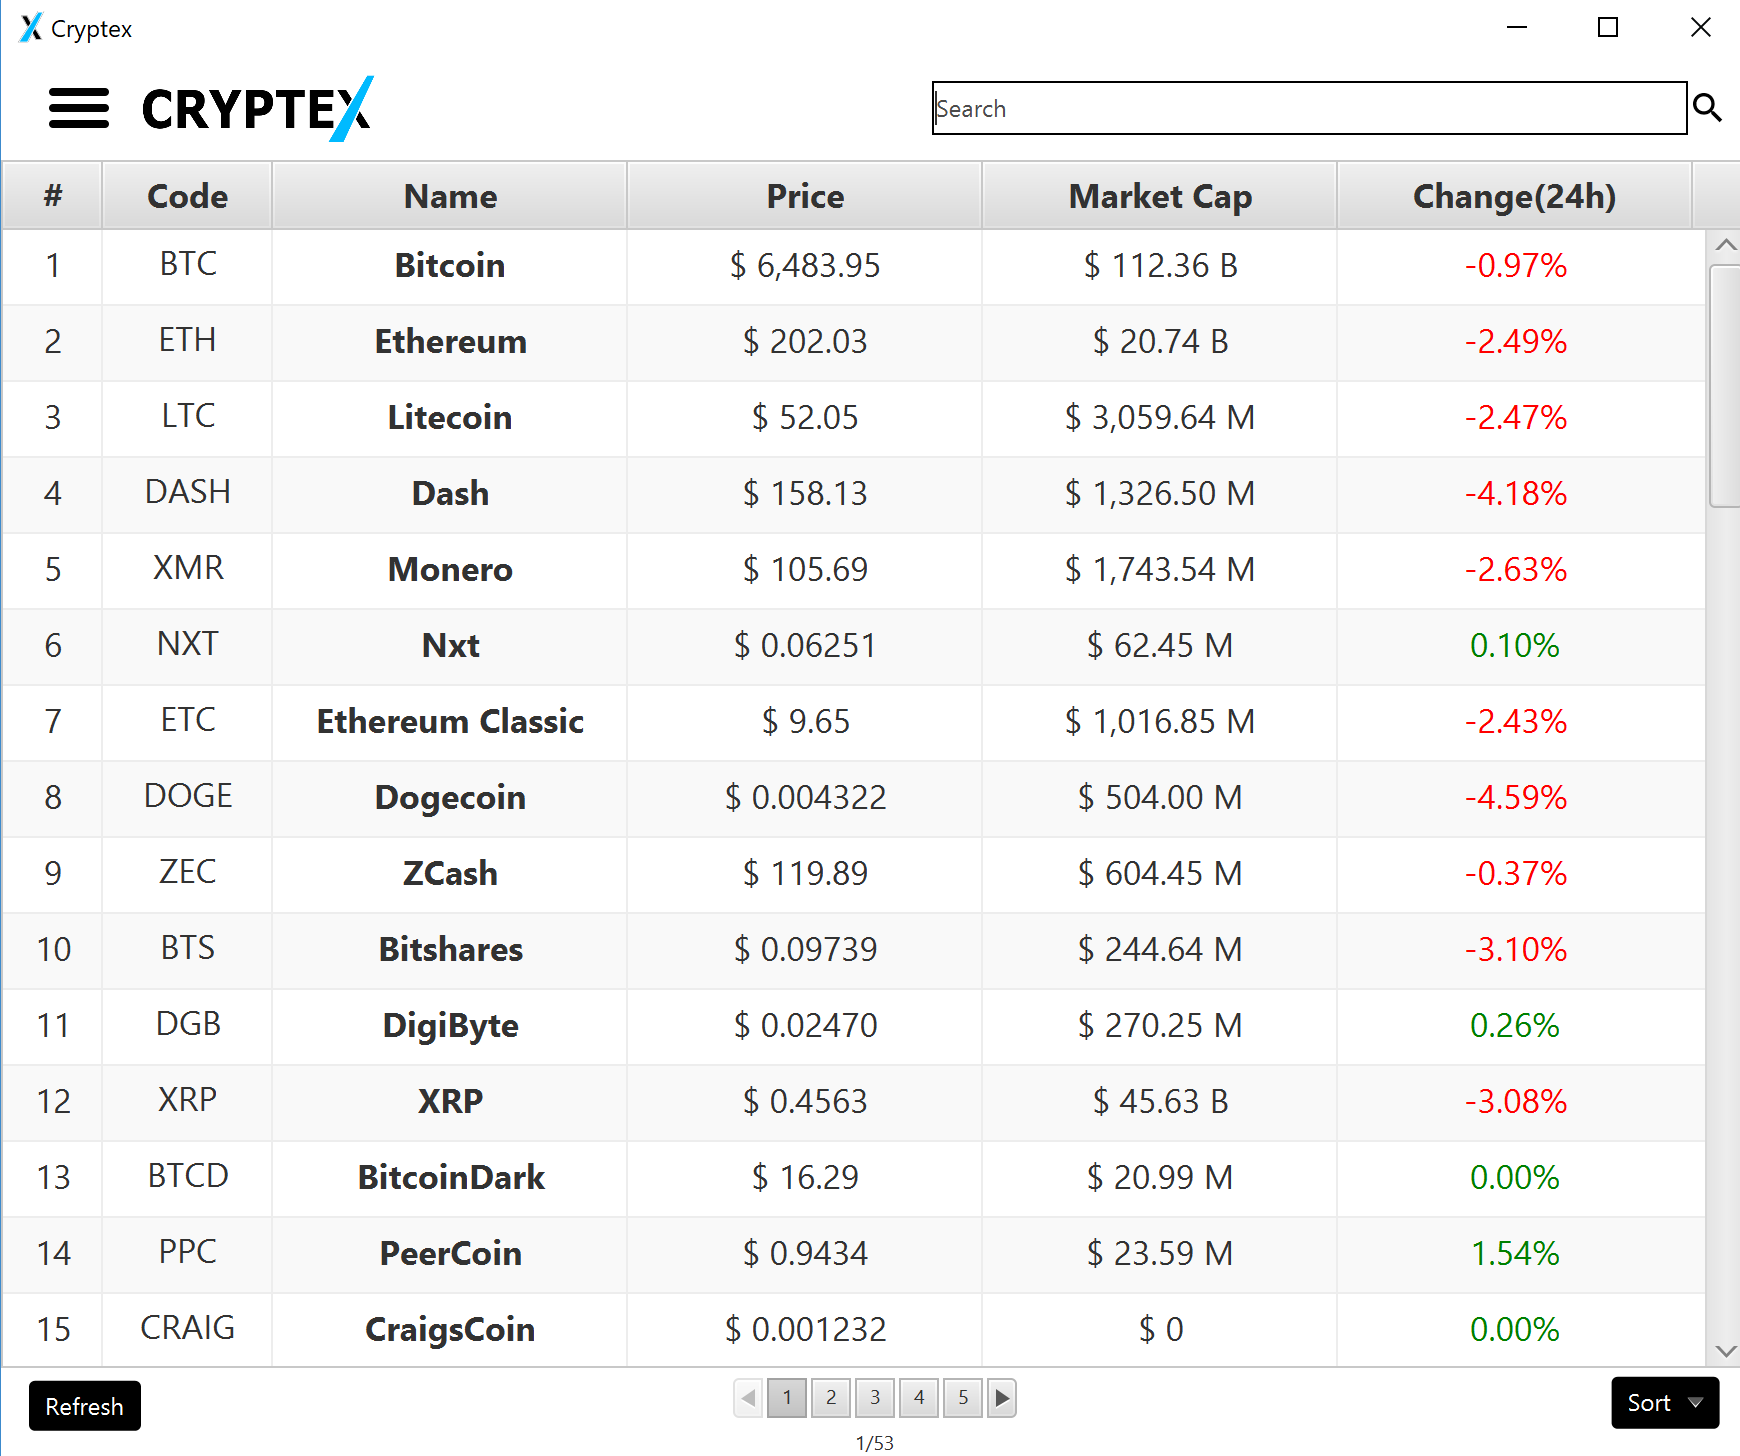 Cryptex
CRYPTEX
Search
# Code Name Price Market Cap Change(24h)
1 BTC Bitcoin $ 6,483.95 $ 112.36 B -0.97%
2 ETH Ethereum $ 202.03 $ 20.74 B -2.49%
3 LTC Litecoin $ 52.05 $ 3,059.64 M -2.47%
4 DASH Dash $ 158.13 $ 1,326.50 M -4.18%
5 XMR Monero $ 105.69 $ 1,743.54 M -2.63%
6 NXT Nxt $ 0.06251 $ 62.45 M 0.10%
7 ETC Ethereum Classic $ 9.65 $ 1,016.85 M -2.43%
8 DOGE Dogecoin $ 0.004322 $ 504.00 M -4.59%
9 ZEC ZCash $ 119.89 $ 604.45 M -0.37%
10 BTS Bitshares $ 0.09739 $ 244.64 M -3.10%
11 DGB DigiByte $ 0.02470 $ 270.25 M 0.26%
12 XRP XRP $ 0.4563 $ 45.63 B -3.08%
13 BTCD BitcoinDark $ 16.29 $ 20.99 M 0.00%
14 PPC PeerCoin $ 0.9434 $ 23.59 M 1.54%
15 CRAIG CraigsCoin $ 0.001232 $ 0 0.00%
Refresh 1 2 3 4 5 Sort
1/53